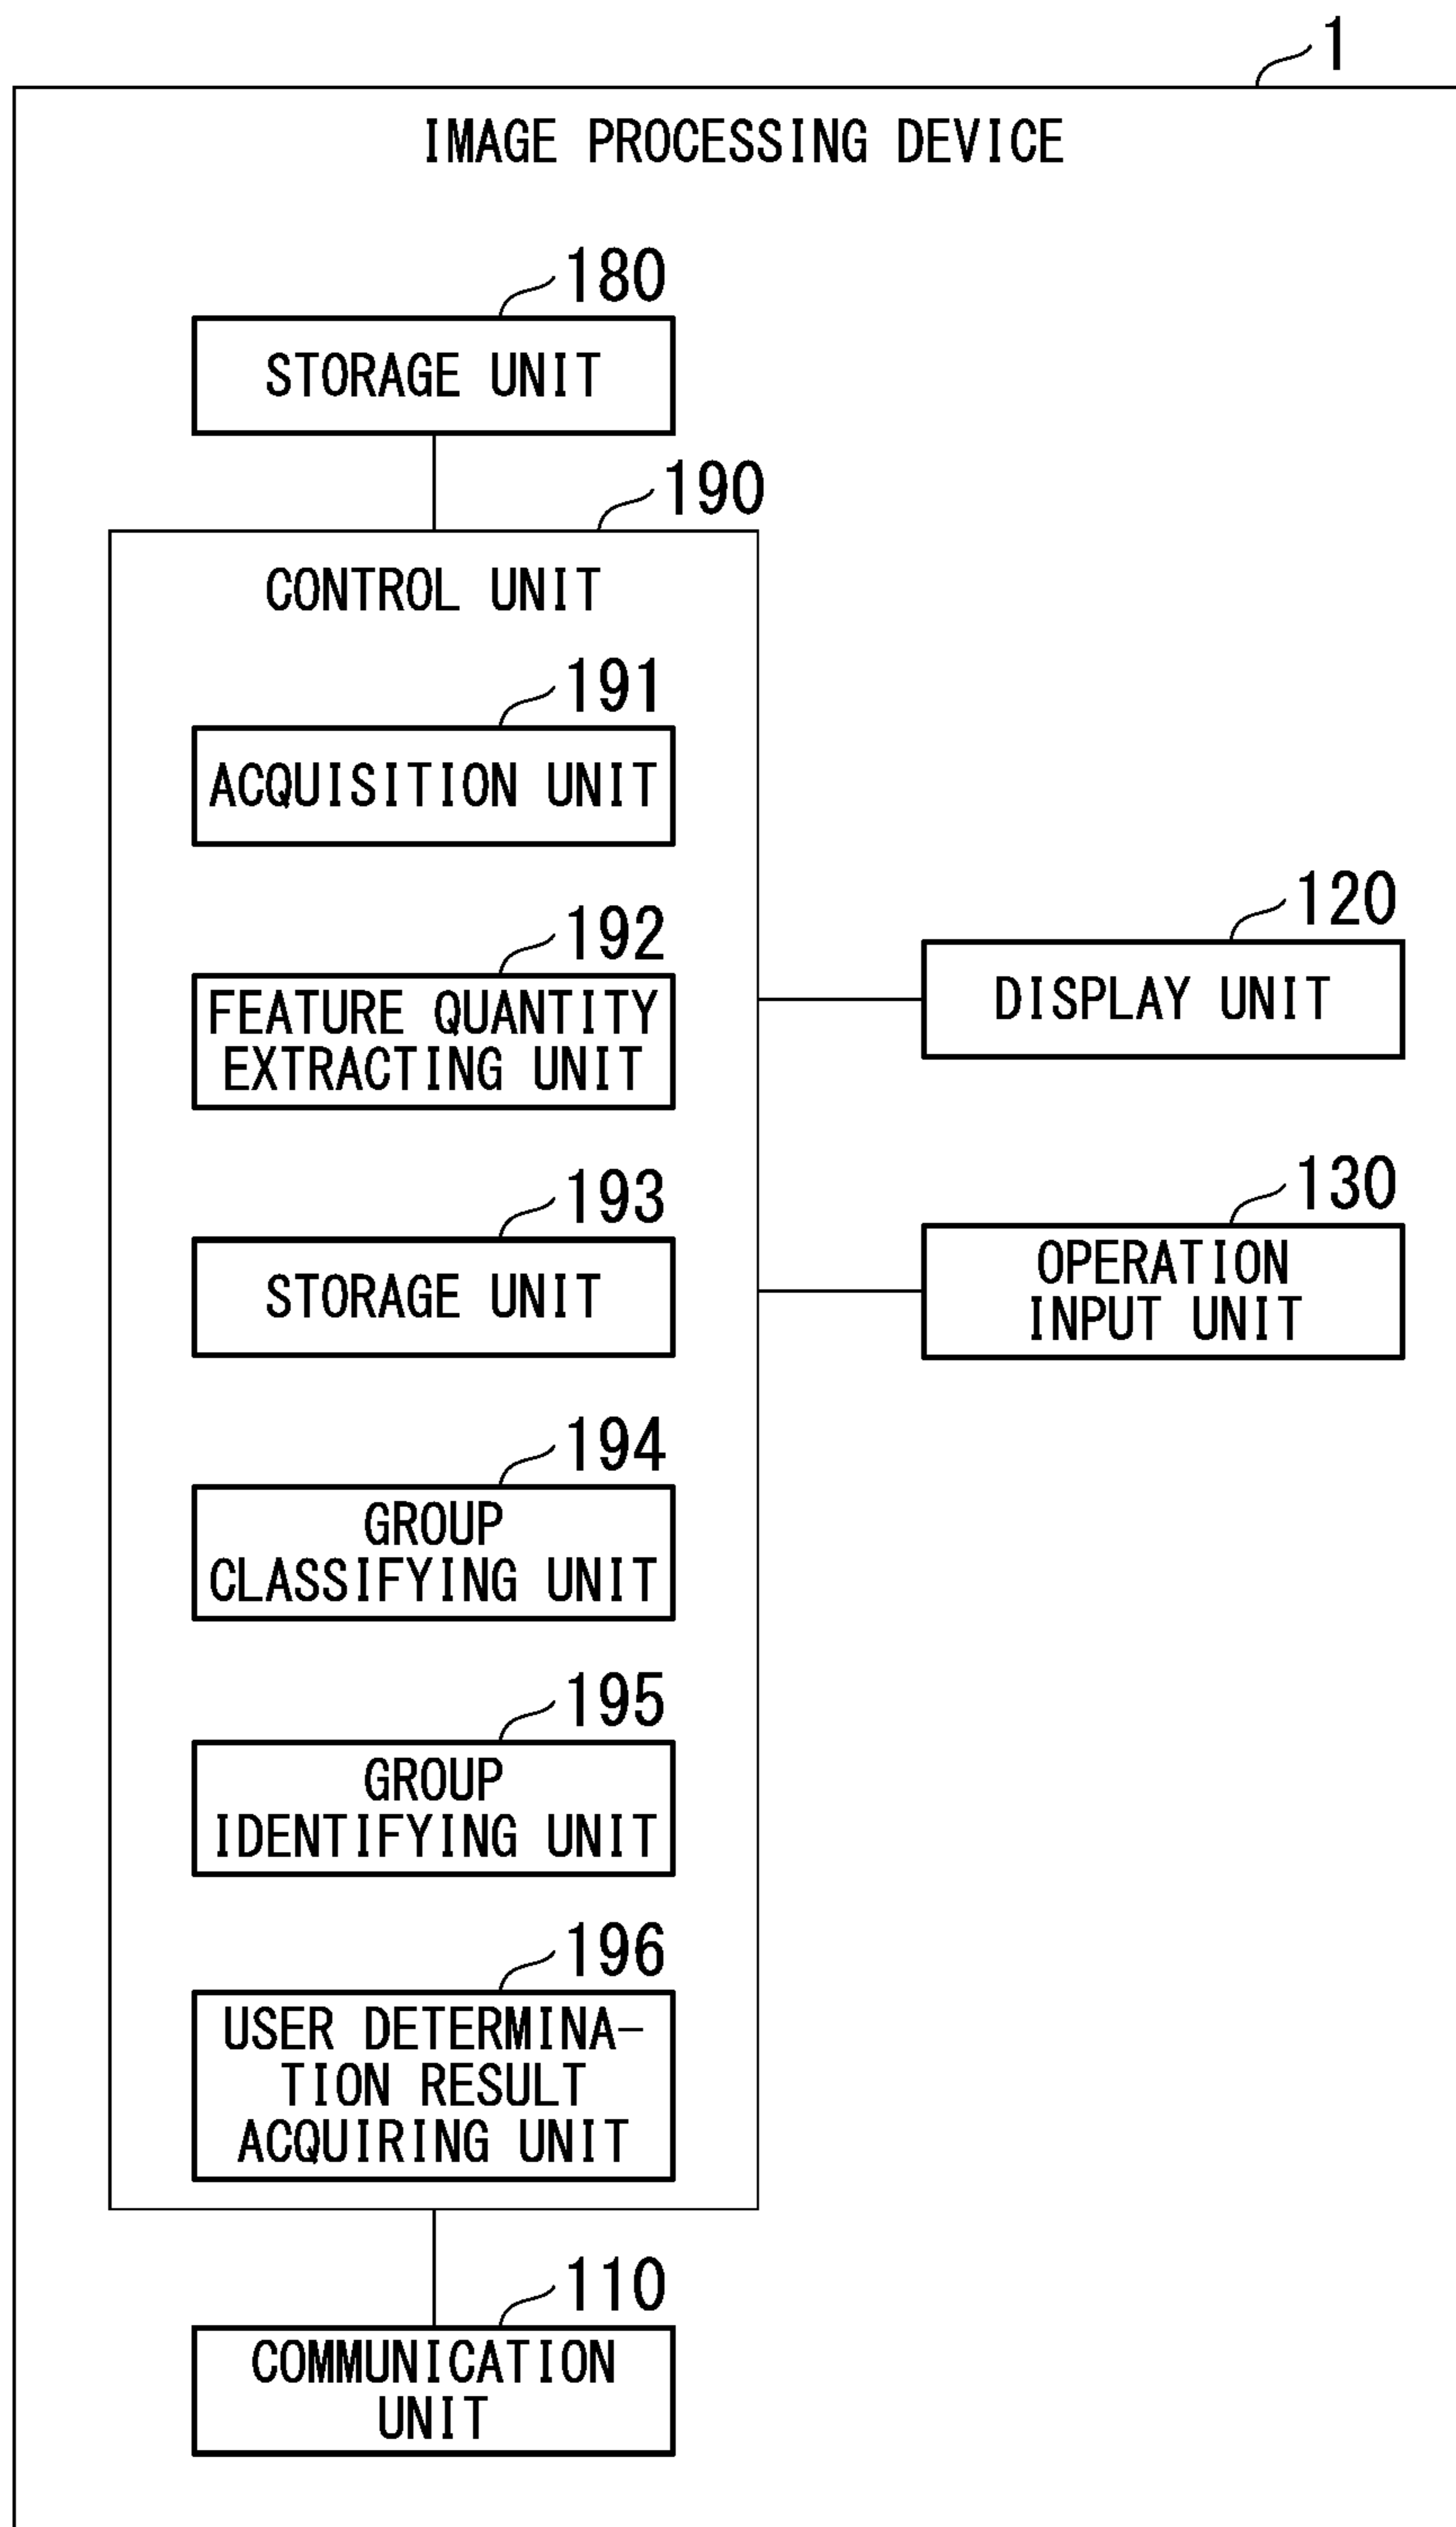 1
IMAGE PROCESSING DEVICE
180
STORAGE UNIT
190
CONTROL UNIT
191
ACQUISITION UNIT
192
FEATURE QUANTITY
EXTRACTING UNIT
120
DISPLAY UNIT
193
STORAGE UNIT
130
OPERATION
INPUT UNIT
194
GROUP
CLASSIFYING UNIT
195
GROUP
IDENTIFYING UNIT
196
USER DETERMINA-
TION RESULT
ACQUIRING UNIT
110
COMMUNICATION
UNIT